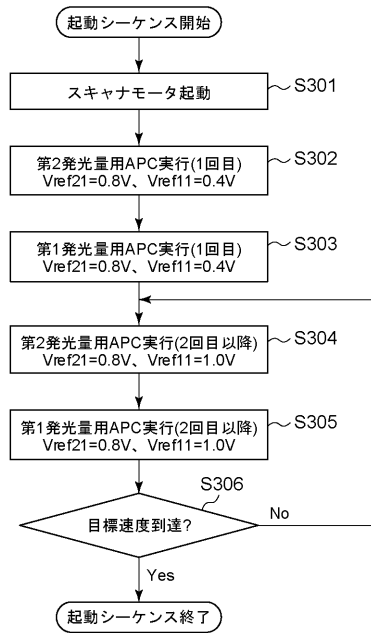 起動シーケンス開始
スキャナモータ起動
S301
第2発光量用APC実行(1回目)
Vref21=0.8V、Vref11=0.4V
S302
第1発光量用APC実行(1回目)
Vref21=0.8V、Vref11=0.4V
S303
第2発光量用APC実行(2回目以降)
Vref21=0.8V、Vref11=1.0V
S304
第1発光量用APC実行(2回目以降)
Vref21=0.8V、Vref11=1.0V
S305
S306
目標速度到達?
No
Yes
起動シーケンス終了